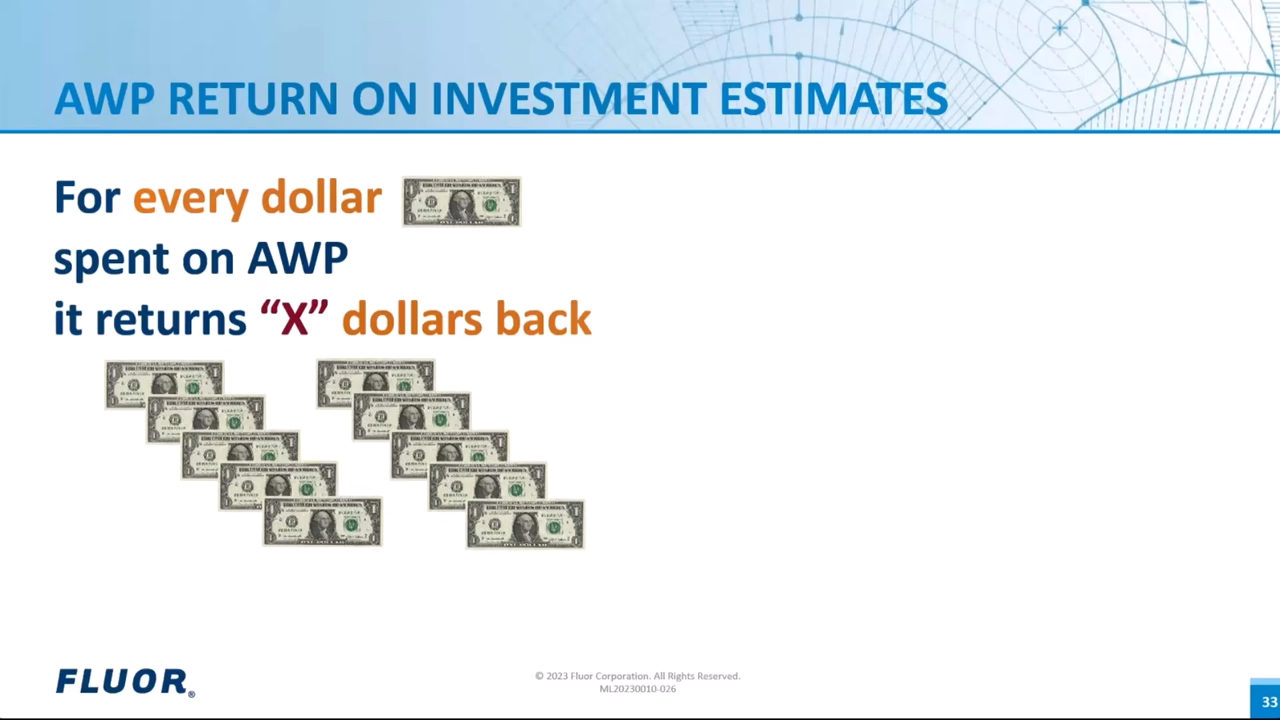 AWP RETURN ON INVESTMENT ESTIMATES
For every dollar
spent on AWP
it returns “X” dollars back
FLUOR®
© 2023 Fluor Corporation. All Rights Reserved.
ML20230010-026
33